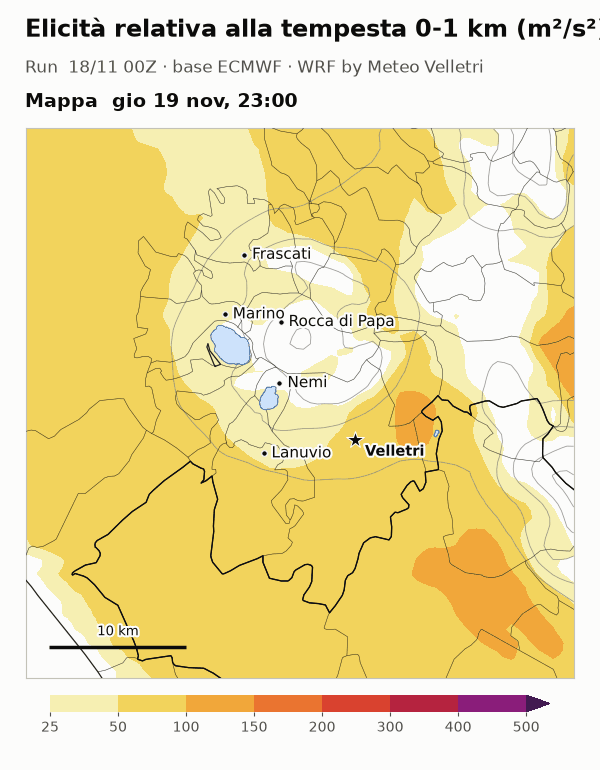 Elicità relativa alla tempesta 0-1 km (m²/s²)
Run  18/11 00Z · base ECMWF · WRF by Meteo Velletri
Mappa  gio 19 nov, 23:00
Frascati
Marino
Rocca di Papa
Nemi
Lanuvio
Velletri
10 km
25 50 100 150 200 300 400 500